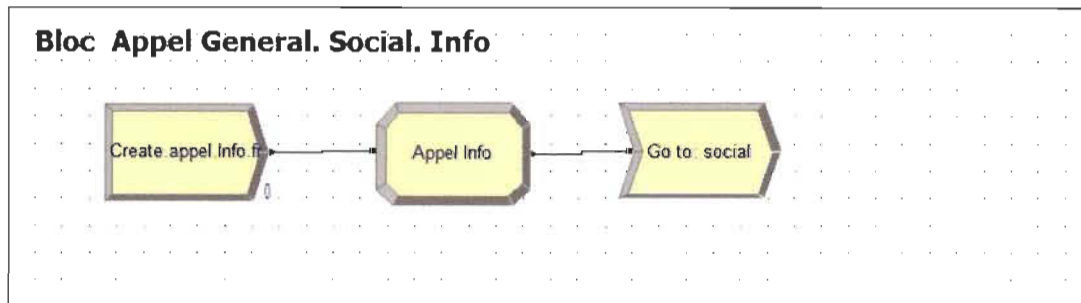 Bloc Appel General. Social. Info
Create appel Info.fr
Appel Info
Go to social
0